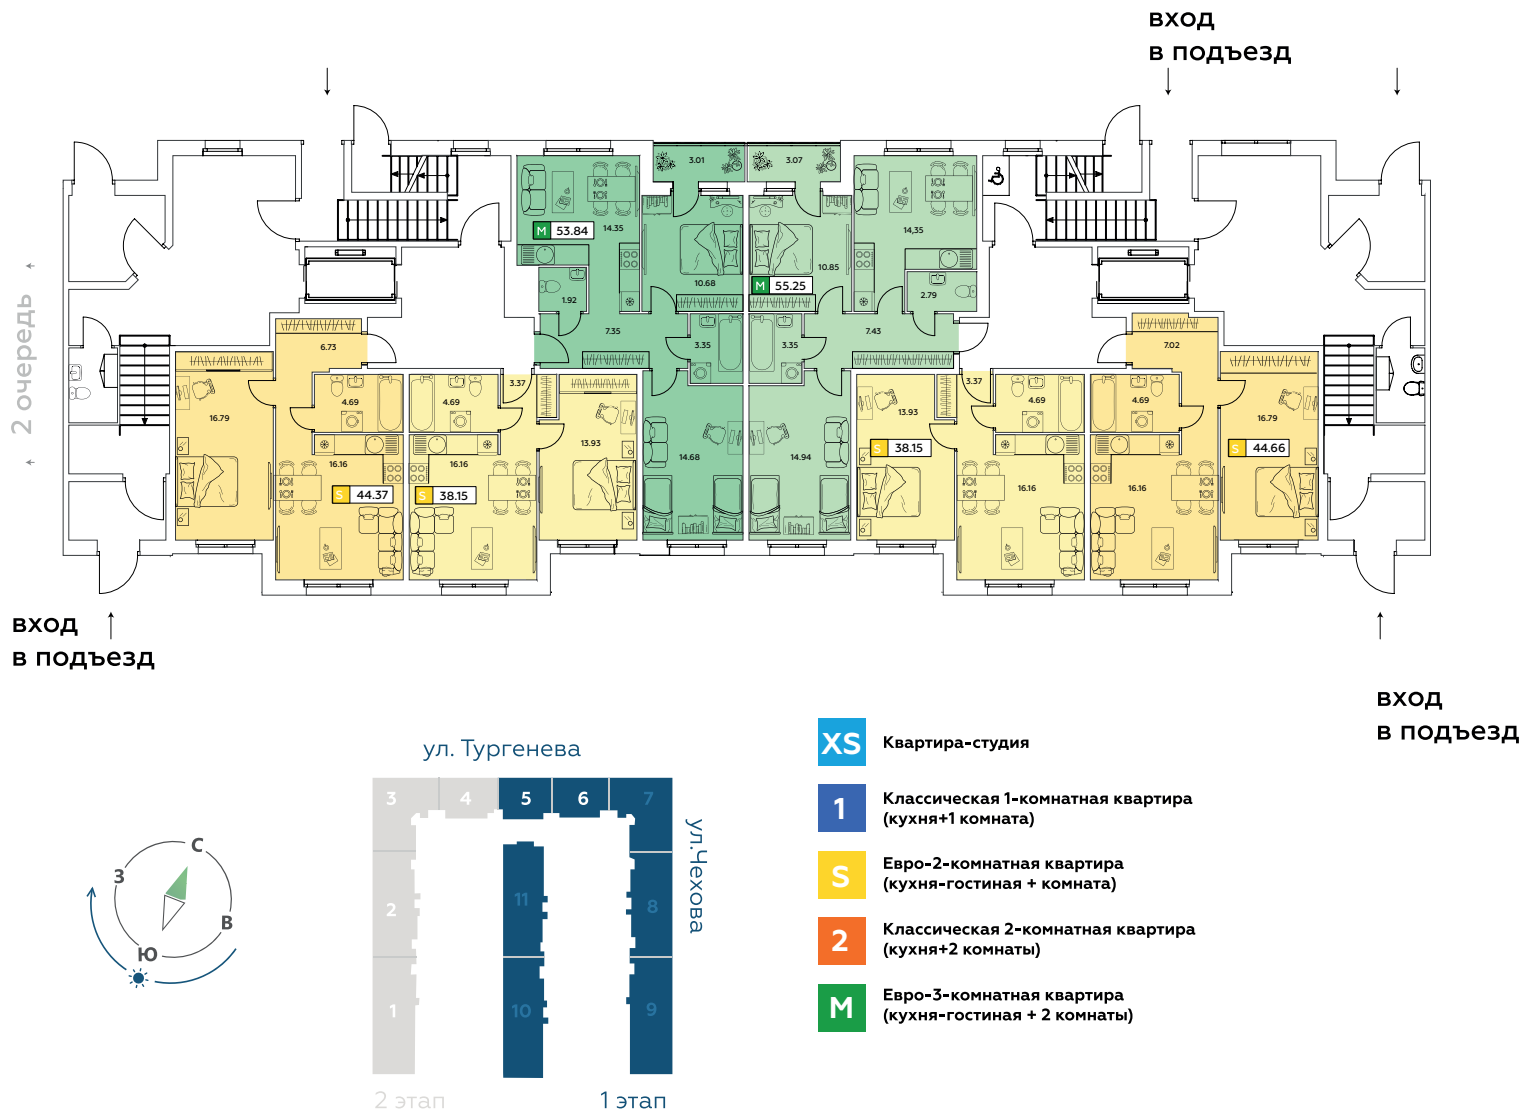 вход
в подъезд
3.01
3.07
M 53.84
14.35
14,35
10.68
10.85
M 55.25
1.92
2.79
7.35
7.43
3.35
3.35
6.73
7.02
3.37
3.37
4.69
4.69
4.69
4.69
16.79
13.93
13.93
16.79
16.16
16.16
14.68
14.94
16.16
16.16
S 44.37
S 38.15
S 38.15
S 44.66
2 очередь
вход
в подъезд
вход
в подъезд
ул. Тургенева
3
4
5
6
7
2
11
8
1
10
9
ул.Чехова
2 этап
1 этап
С
З
В
Ю
XS Квартира-студия
1 Классическая 1-комнатная квартира
(кухня+1 комната)
S Евро-2-комнатная квартира
(кухня-гостиная + комната)
2 Классическая 2-комнатная квартира
(кухня+2 комнаты)
M Евро-3-комнатная квартира
(кухня-гостиная + 2 комнаты)